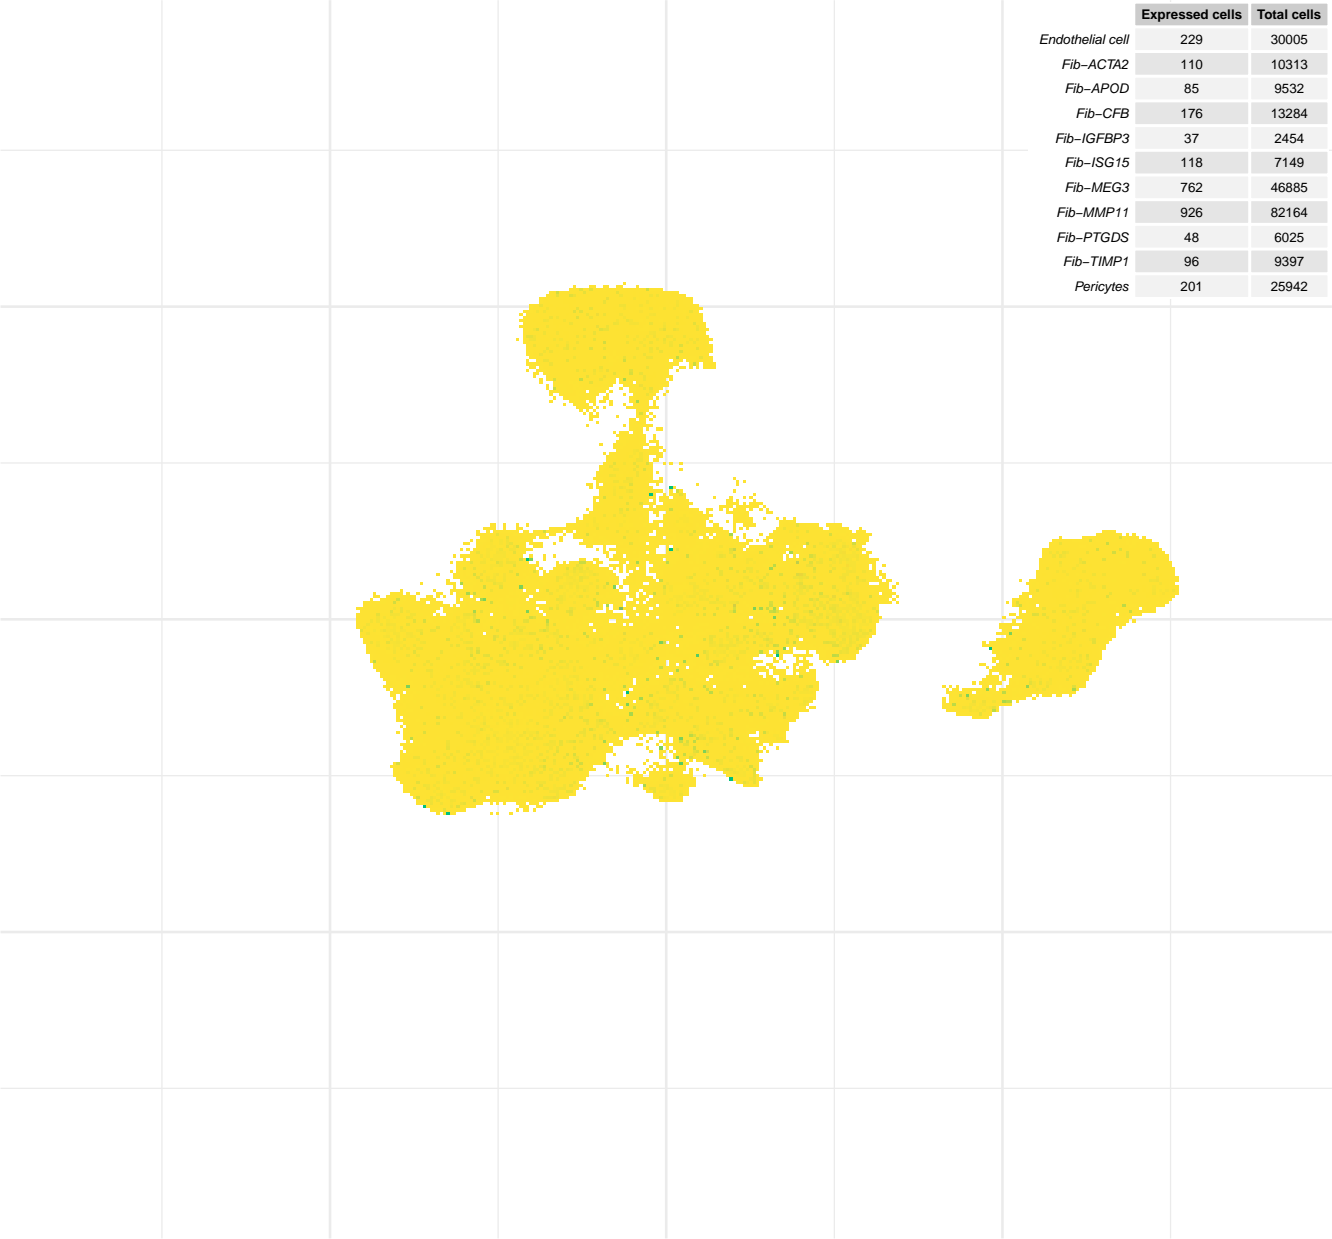 Expressed cells Total cells
Endothelial cell 229 30005
Fib−ACTA2 110 10313
Fib−APOD 85 9532
Fib−CFB 176 13284
Fib−IGFBP3 37 2454
Fib−ISG15 118 7149
Fib−MEG3 762 46885
Fib−MMP11 926 82164
Fib−PTGDS 48 6025
Fib−TIMP1 96 9397
Pericytes 201 25942